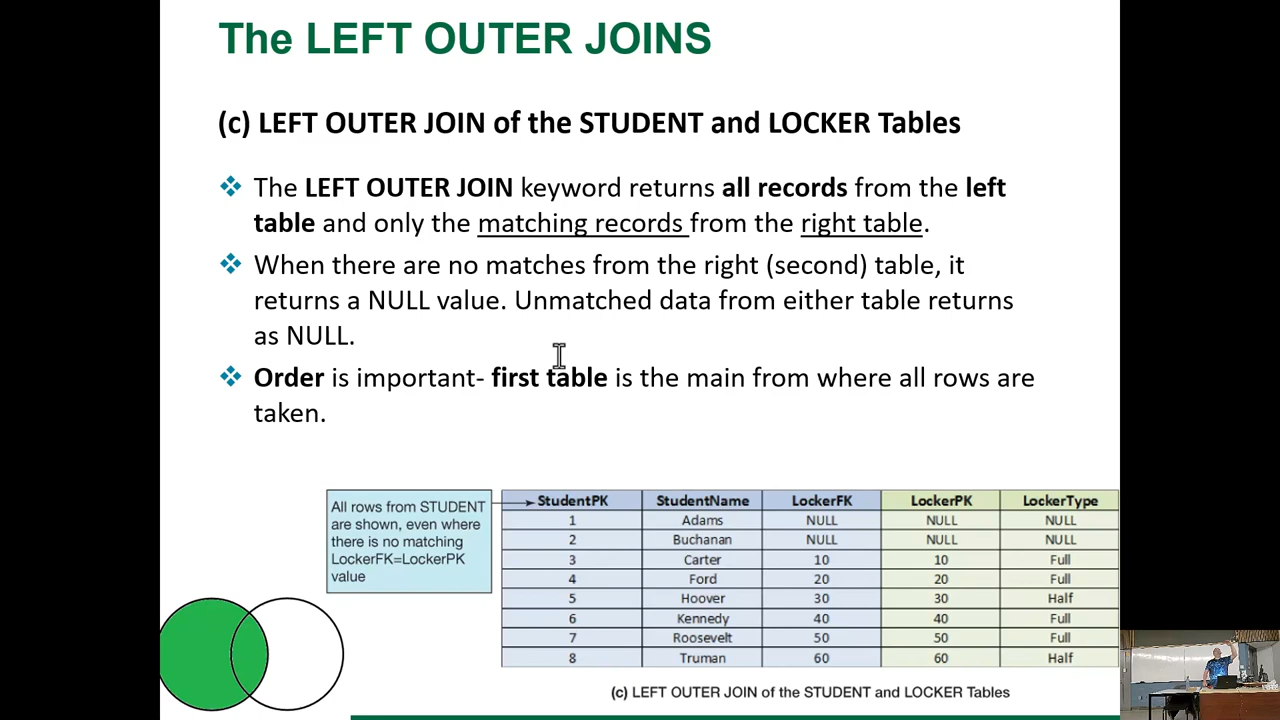 The LEFT OUTER JOINS
(c) LEFT OUTER JOIN of the STUDENT and LOCKER Tables
The LEFT OUTER JOIN keyword returns all records from the left
table and only the matching records from the right table.
When there are no matches from the right (second) table, it
returns a NULL value. Unmatched data from either table returns
as NULL.
Order is important- first table is the main from where all rows are
taken.
All rows from STUDENT
are shown, even where
there is no matching
LockerFK=LockerPK
value
StudentPK StudentName LockerFK LockerPK LockerType
1 Adams NULL NULL NULL
2 Buchanan NULL NULL NULL
3 Carter 10 10 Full
4 Ford 20 20 Full
5 Hoover 30 30 Half
6 Kennedy 40 40 Full
7 Roosevelt 50 50 Full
8 Truman 60 60 Half
(c) LEFT OUTER JOIN of the STUDENT and LOCKER Tables